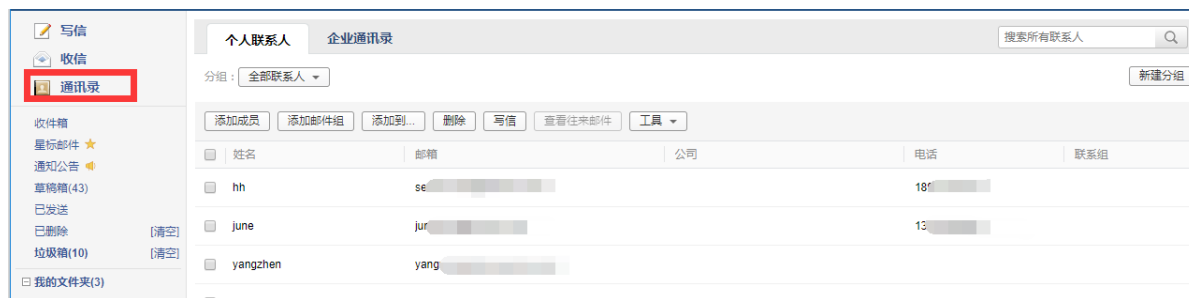 写信
收信
通讯录
收件箱
星标邮件
通知公告
草稿箱(43)
已发送
已删除 [清空]
垃圾箱(10) [清空]
我的文件夹(3)
个人联系人 企业通讯录 搜索所有联系人
分组： 全部联系人 新建分组
添加成员 添加邮件组 添加到... 删除 写信 查看往来邮件 工具
姓名 邮箱 公司 电话 联系组
hh se
june jur 13
yangzhen yang